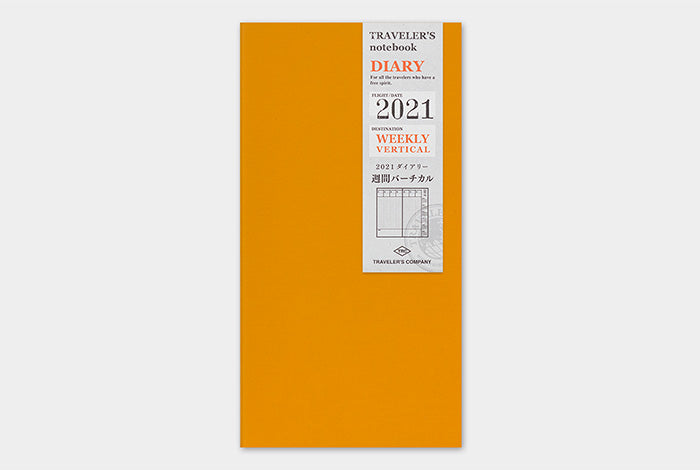 TRAVELER'S
notebook
DIARY
For all the travelers who have a
free spirit.
FLIGHT/DATE
2021
DESTINATION
WEEKLY
VERTICAL
2021 ダイアリー
週間バーチカル
TRAVELER'S COMPANY